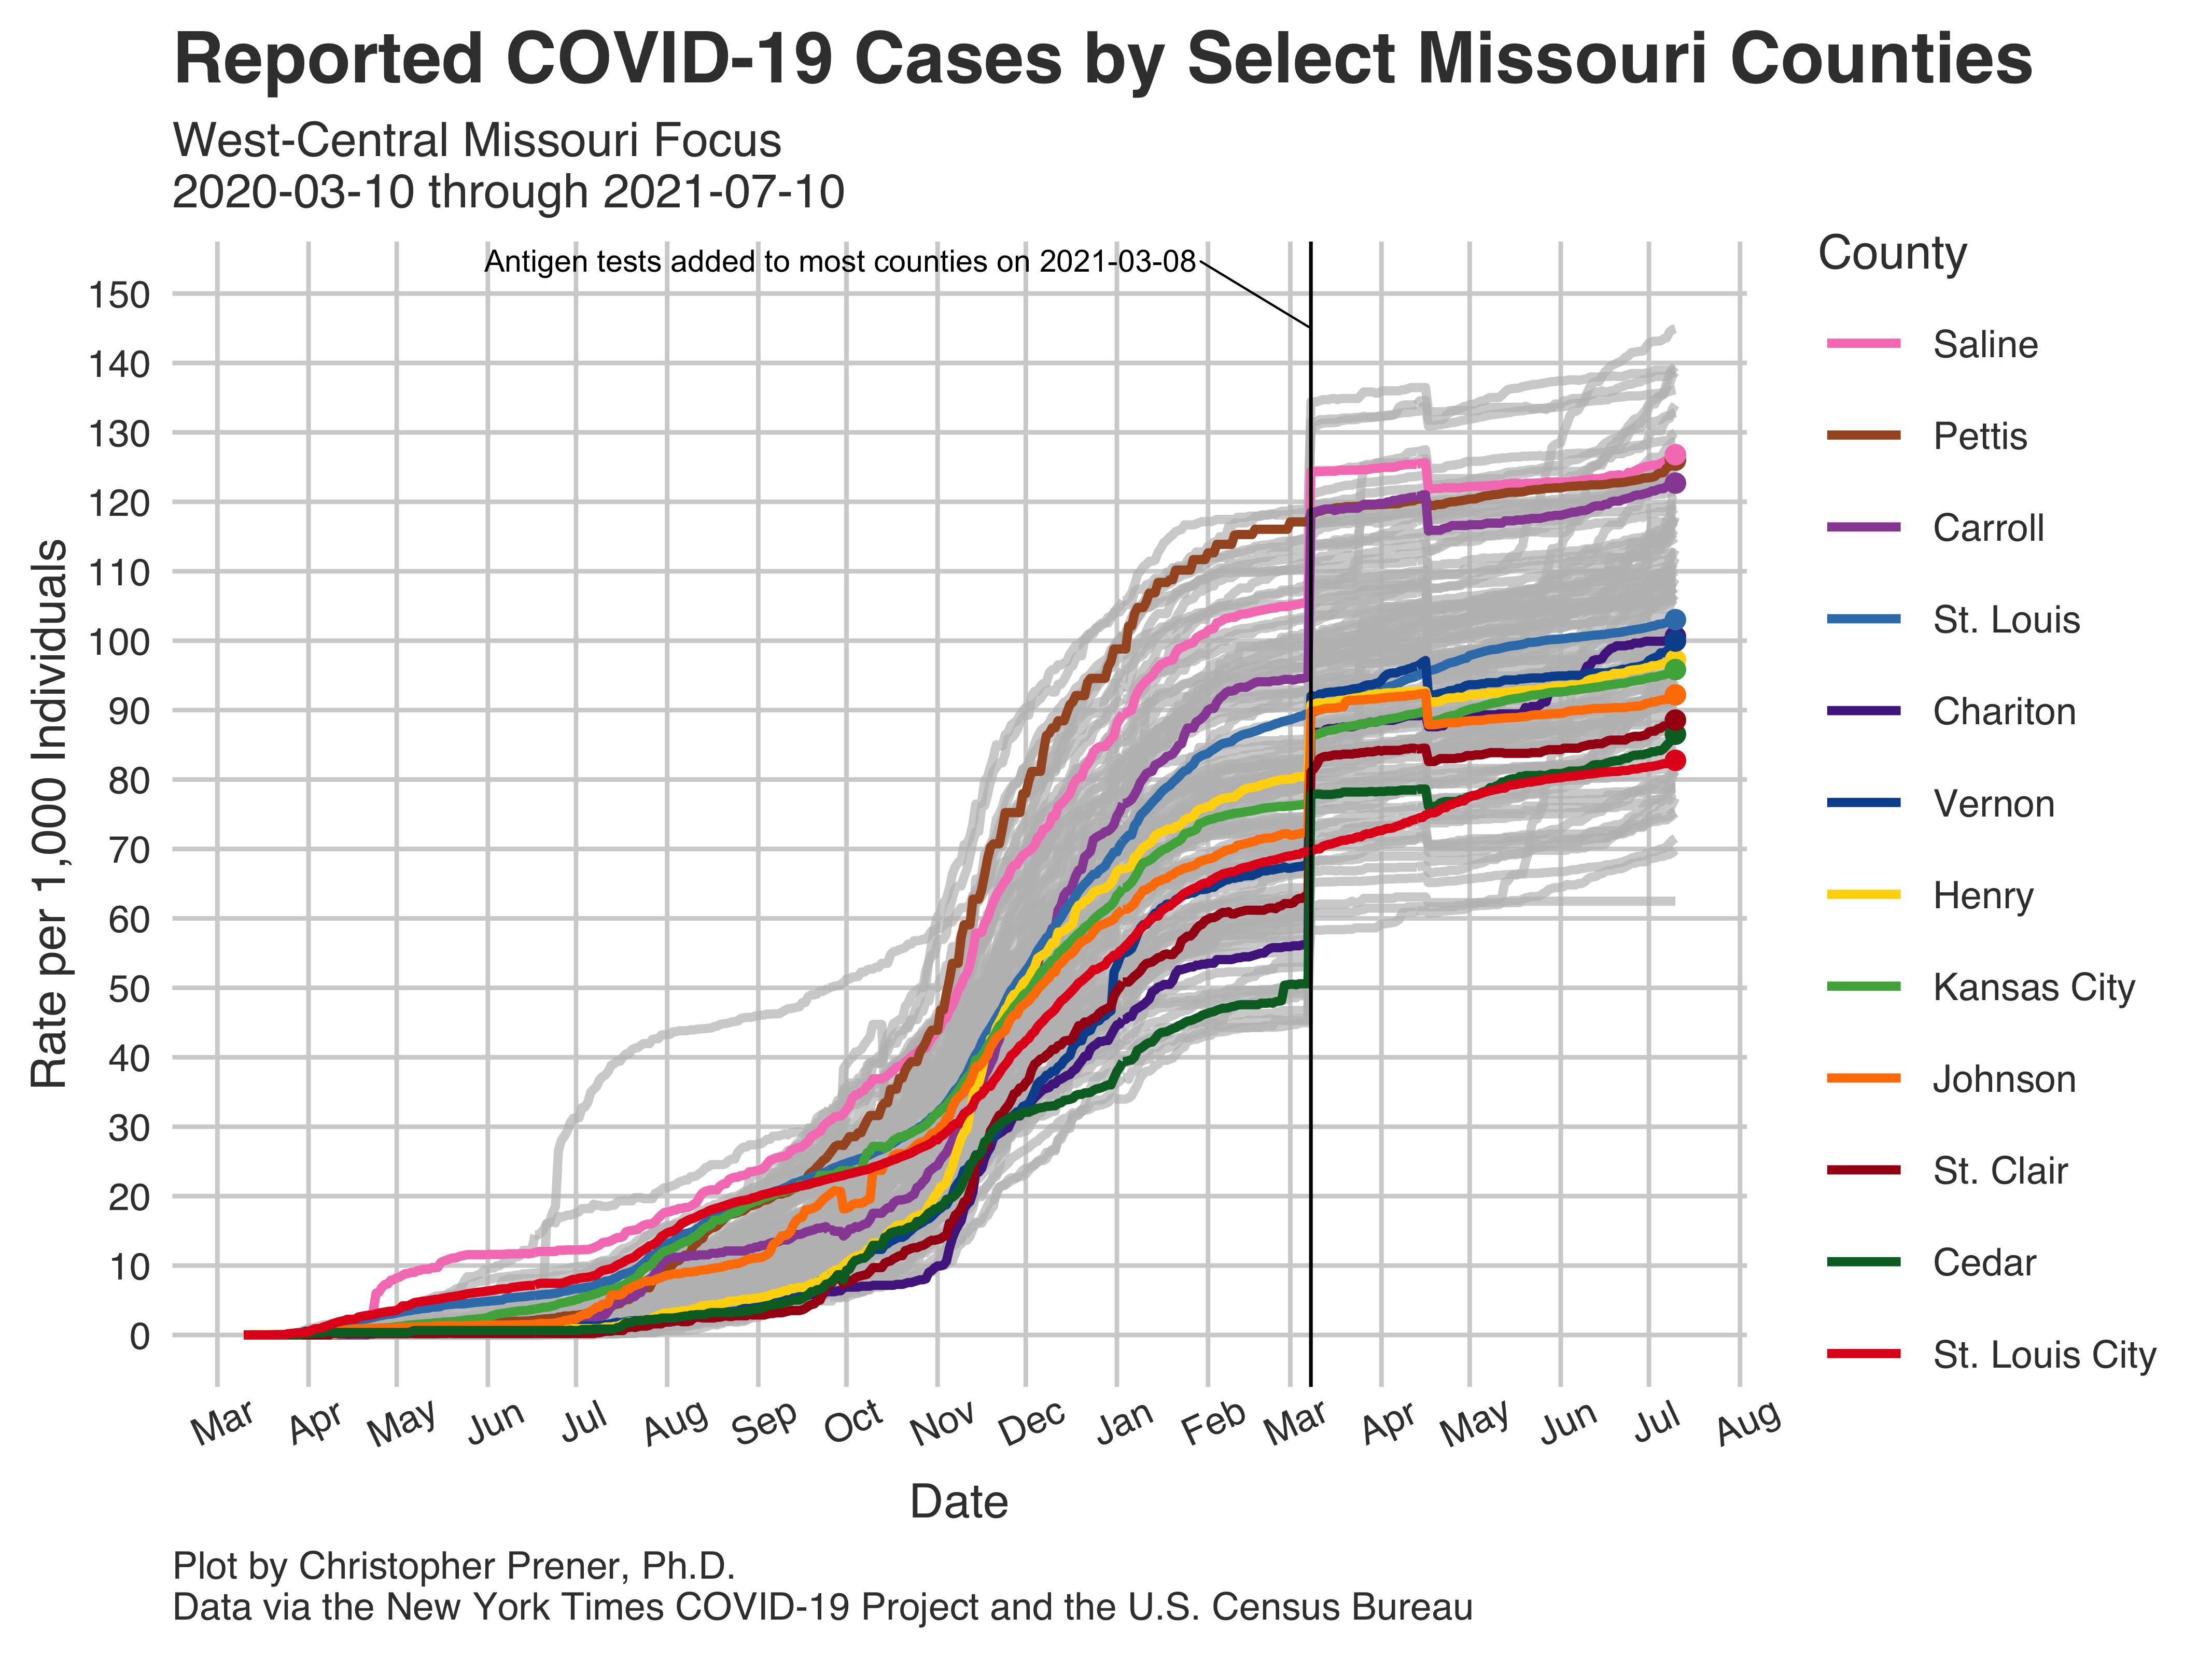 Reported COVID-19 Cases by Select Missouri Counties
West-Central Missouri Focus
2020-03-10 through 2021-07-10
Antigen tests added to most counties on 2021-03-08
150
140
130
120
110
100
90
80
70
60
50
40
30
20
10
0
Rate per 1,000 Individuals
Mar
Apr
May
Jun
Jul
Aug
Sep
Oct
Nov
Dec
Jan
Feb
Mar
Apr
May
Jun
Jul
Aug
Date
County
Saline
Pettis
Carroll
St. Louis
Chariton
Vernon
Henry
Kansas City
Johnson
St. Clair
Cedar
St. Louis City
Plot by Christopher Prener, Ph.D.
Data via the New York Times COVID-19 Project and the U.S. Census Bureau